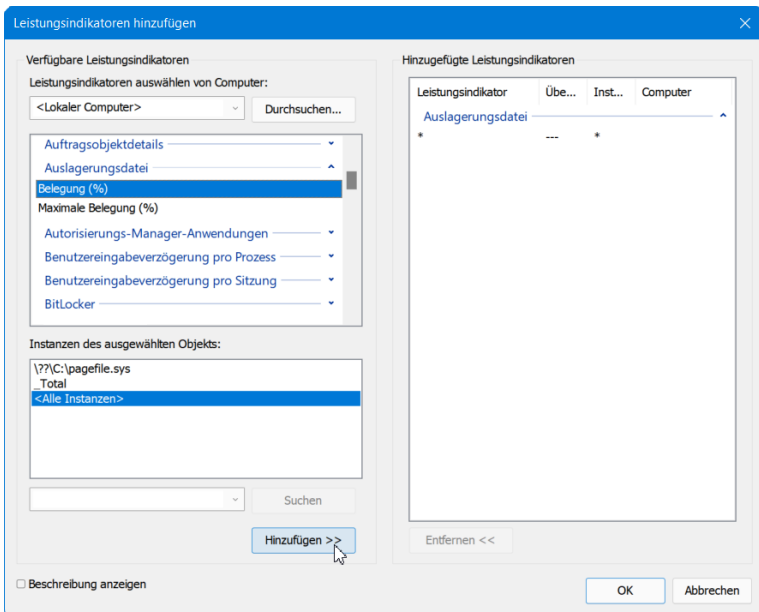 Leistungsindikatoren hinzufügen
Verfügbare Leistungsindikatoren
Leistungsindikatoren auswählen von Computer:
<Lokaler Computer>
Durchsuchen...
Auftragsobjektdetails
Auslagerungsdatei
Belegung (%)
Maximale Belegung (%)
Autorisierungs-Manager-Anwendungen
Benutzereingabeverzögerung pro Prozess
Benutzereingabeverzögerung pro Sitzung
BitLocker
Instanzen des ausgewählten Objekts:
\??\C:\pagefile.sys
_Total
<Alle Instanzen>
Suchen
Hinzufügen >>
Hinzugefügte Leistungsindikatoren
Leistungsindikator Übe... Inst... Computer
Auslagerungsdatei
* --- *
Entfernen <<
Beschreibung anzeigen
OK Abbrechen